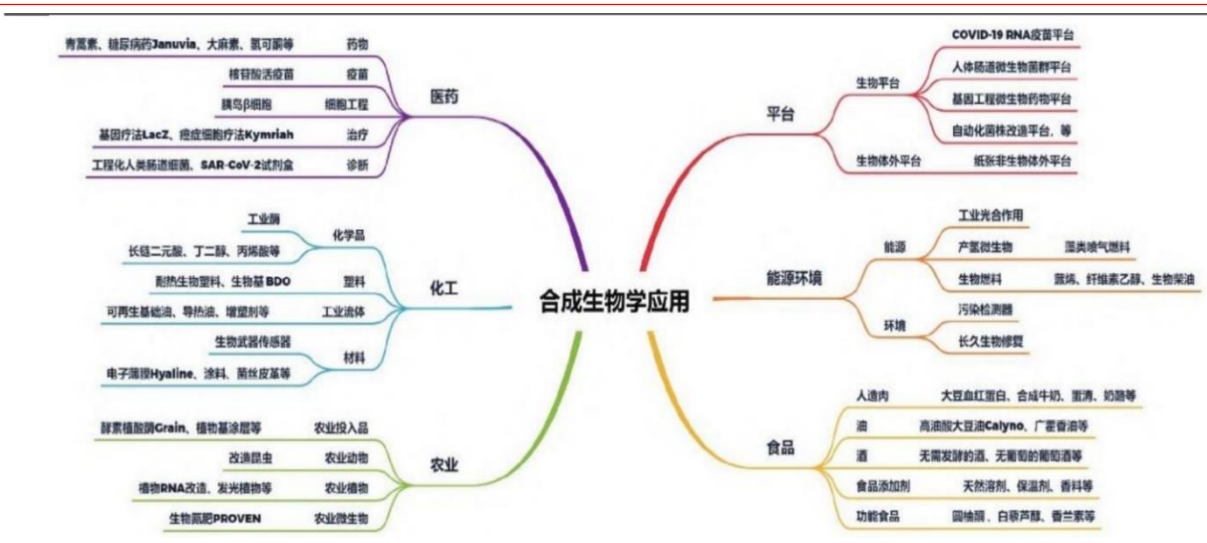 合成生物学应用
医药
青蒿素、糖尿病药Januvia、大麻素、氢可酮等 药物
核苷酸活疫苗 疫苗
胰岛β细胞 细胞工程
基因疗法LacZ、癌症细胞疗法Kymriah 治疗
工程化人类肠道细菌、SAR-CoV-2试剂盒 诊断
化工
工业酶
化学品
长链二元酸、丁二醇、丙烯酸等
耐热生物塑料、生物基BDO 塑料
可再生基础油、导热油、增塑剂等 工业流体
生物武器传感器
材料
电子薄膜Hyaline、涂料、菌丝皮革等
农业
酵素植酸酶Grain、植物基涂层等 农业投入品
改造昆虫 农业动物
植物RNA改造、发光植物等 农业植物
生物氮肥PROVEN 农业微生物
平台
生物平台
COVID-19 RNA疫苗平台
人体肠道微生物菌群平台
基因工程微生物药物平台
自动化菌株改造平台，等
生物体外平台 纸张非生物体外平台
能源环境
能源
工业光合作用
产氢微生物 藻类喷气燃料
生物燃料 蒎烯、纤维素乙醇、生物柴油
环境
污染检测器
长久生物修复
食品
人造肉 大豆血红蛋白、合成牛奶、蛋清、奶酪等
油 高油酸大豆油Calyno、广藿香油等
酒 无需发酵的酒、无葡萄的葡萄酒等
食品添加剂 天然溶剂、保温剂、香料等
功能食品 圆柚酮、白藜芦醇、香兰素等